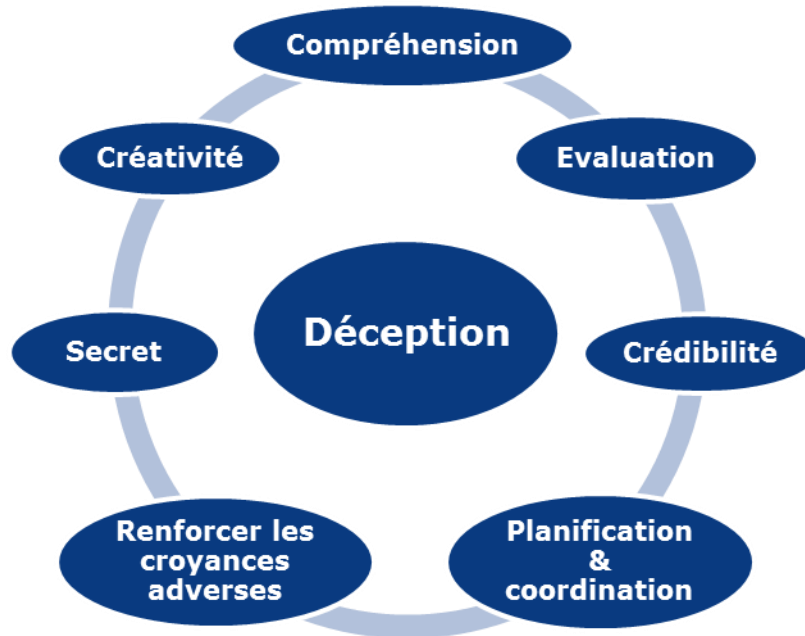 Compréhension
Créativité
Evaluation
Déception
Secret
Crédibilité
Renforcer les
croyances
adverses
Planification
&
coordination